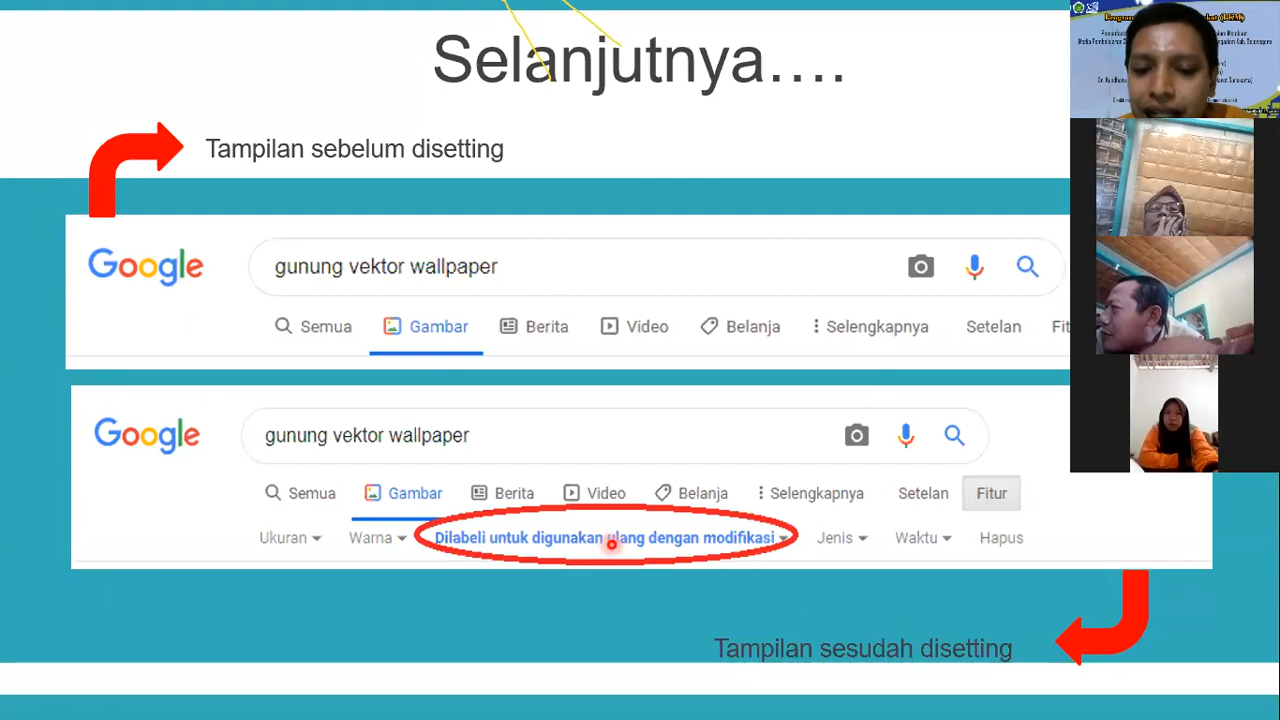 Selanjutnya....
Tampilan sebelum disetting
Google
gunung vektor wallpaper
Semua Gambar Berita Video Belanja Selengkapnya Setelan
Google
gunung vektor wallpaper
Semua Gambar Berita Video Belanja Selengkapnya Setelan Fitur
Ukuran Warna Dilabeli untuk digunakan ulang dengan modifikasi Jenis Waktu Hapus
Tampilan sesudah disetting